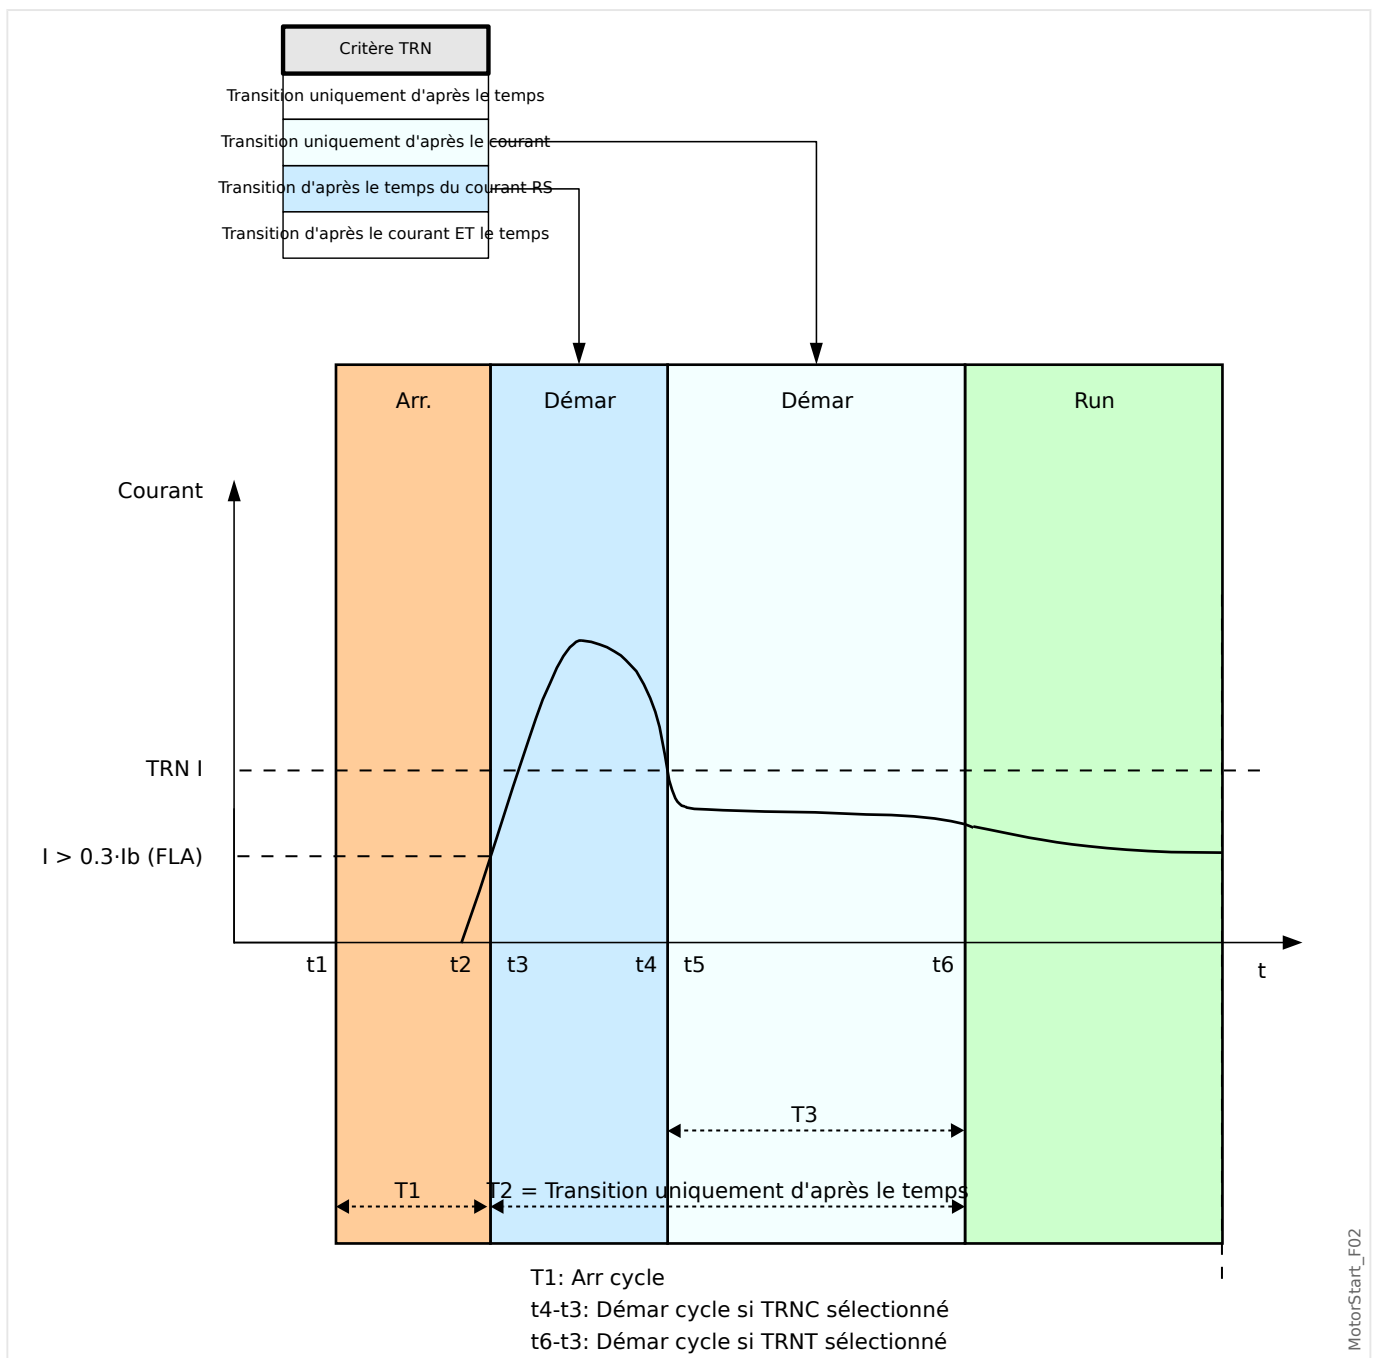 Critère TRN
Transition uniquement d'après le temps
Transition uniquement d'après le courant
Transition d'après le temps du courant RS
Transition d'après le courant ET le temps
Arr.
Démar
Démar
Run
Courant
TRN I
I > 0.3·Ib (FLA)
t1
t2
t3
t4
t5
t6
t
T3
T1
T2 = Transition uniquement d'après le temps
T1: Arr cycle
t4-t3: Démar cycle si TRNC sélectionné
t6-t3: Démar cycle si TRNT sélectionné
MotorStart_F02